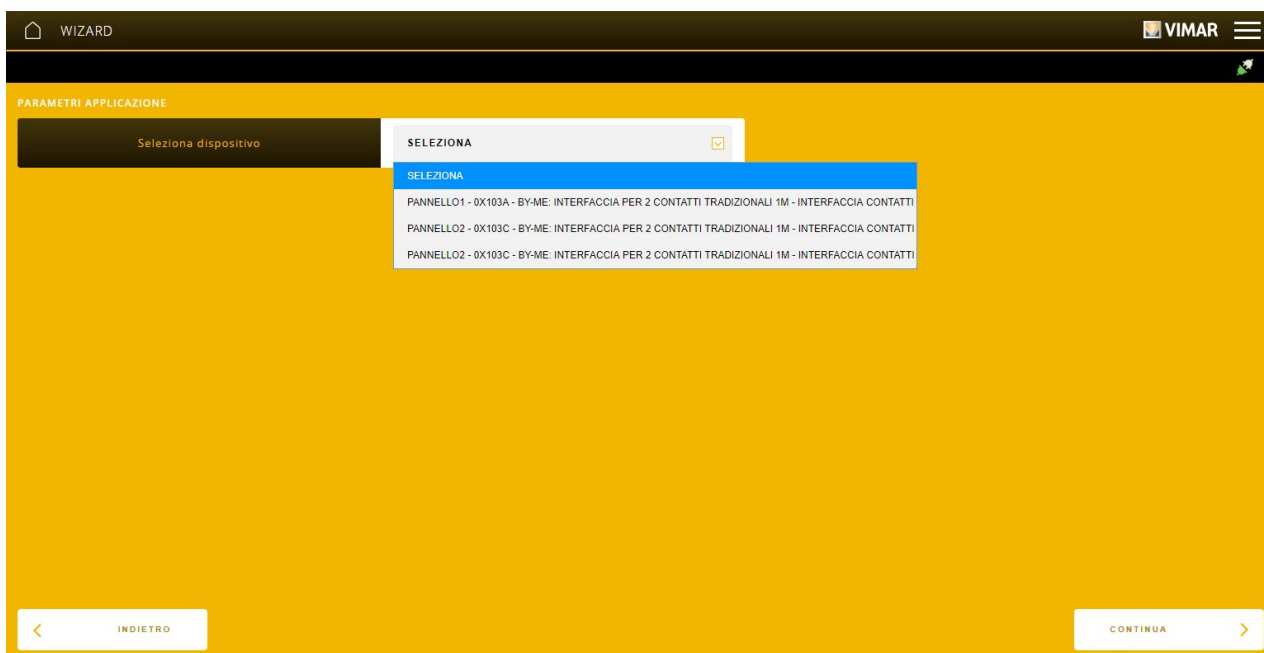 WIZARD
VIMAR
PARAMETRI APPLICAZIONE
Seleziona dispositivo
SELEZIONA
SELEZIONA
PANNELLO1 - 0X103A - BY-ME: INTERFACCIA PER 2 CONTATTI TRADIZIONALI 1M - INTERFACCIA CONTATTI
PANNELLO2 - 0X103C - BY-ME: INTERFACCIA PER 2 CONTATTI TRADIZIONALI 1M - INTERFACCIA CONTATTI
PANNELLO2 - 0X103C - BY-ME: INTERFACCIA PER 2 CONTATTI TRADIZIONALI 1M - INTERFACCIA CONTATTI
INDIETRO
CONTINUA